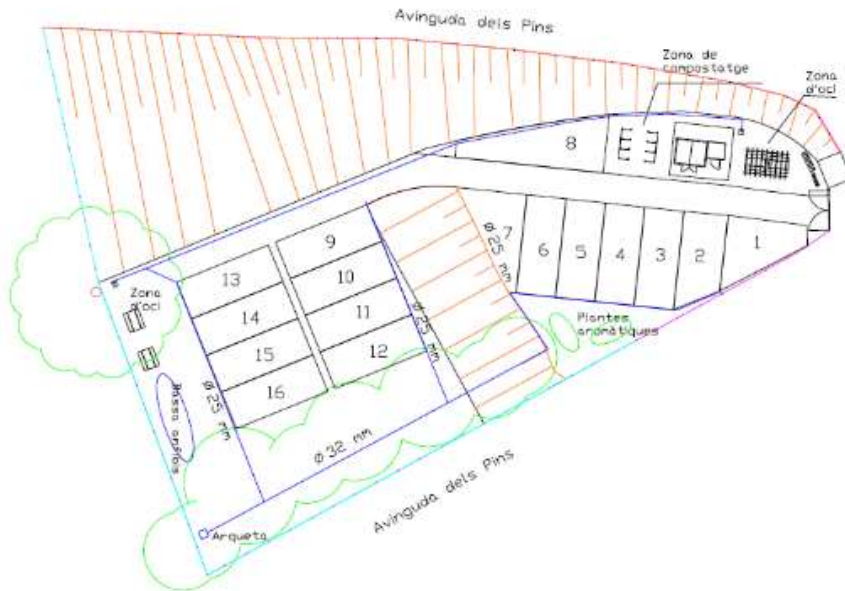 Avinguda dels Pins
Zona de
compostatge
Zona
d'oci
8
7
6
5
4
3
2
1
Ø 25 mm
9
10
11
12
13
14
15
16
Ø 25 mm
Ø 25 mm
Zona
d'oci
Plantes
aromàtiques
Bassa amfibis
Ø 32 mm
Arqueta
Avinguda dels Pins